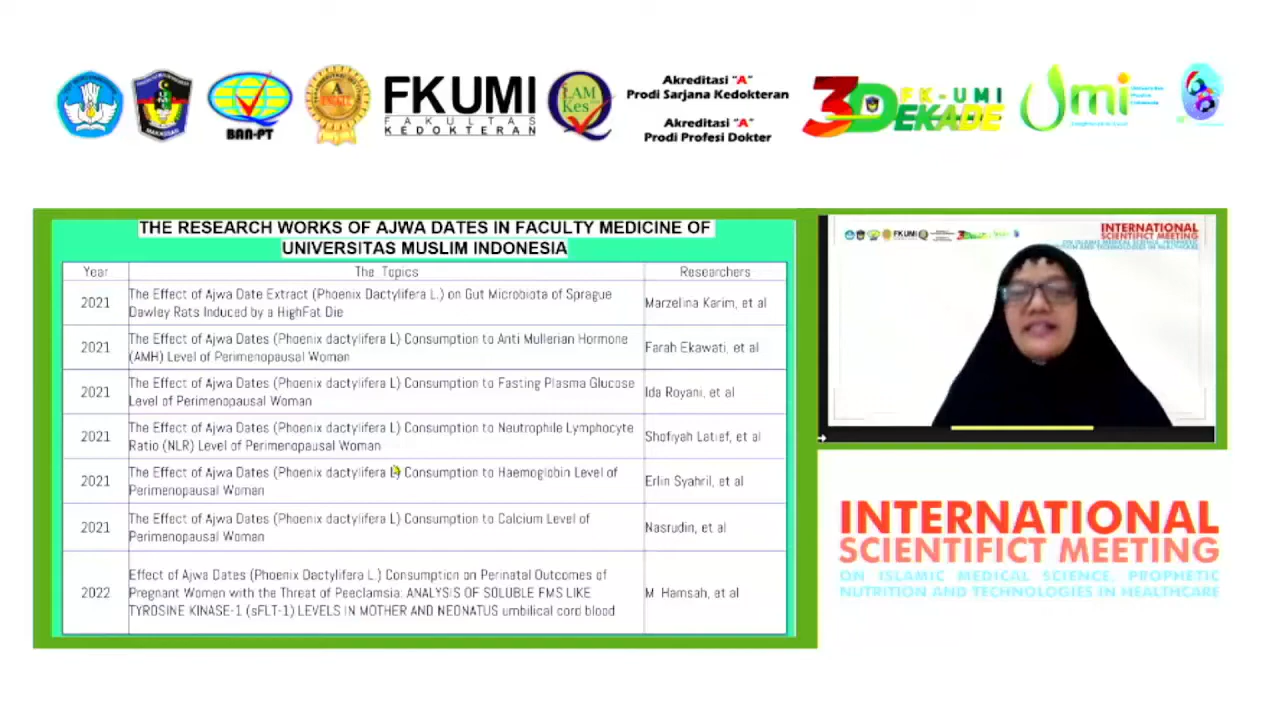 BAN-PT
FK UMI
FAKULTAS
KEDOKTERAN
LAM
Kes
Akreditasi "A"
Prodi Sarjana Kedokteran
Akreditasi "A"
Prodi Profesi Dokter
3 DEKADE
FK-UMI
umi
THE RESEARCH WORKS OF AJWA DATES IN FACULTY MEDICINE OF
UNIVERSITAS MUSLIM INDONESIA
Year The Topics Researchers
2021 The Effect of Ajwa Date Extract (Phoenix Dactylifera L.) on Gut Microbiota of Sprague
Dawley Rats Induced by a HighFat Die
Marzelina Karim, et al
2021 The Effect of Ajwa Dates (Phoenix dactylifera L) Consumption to Anti Mullerian Hormone
(AMH) Level of Perimenopausal Woman
Farah Ekawati, et al
2021 The Effect of Ajwa Dates (Phoenix dactylifera L) Consumption to Fasting Plasma Glucose
Level of Perimenopausal Woman
Ida Royani, et al
2021 The Effect of Ajwa Dates (Phoenix dactylifera L) Consumption to Neutrophile Lymphocyte
Ratio (NLR) Level of Perimenopausal Woman
Shofiyah Latief, et al
2021 The Effect of Ajwa Dates (Phoenix dactylifera L) Consumption to Haemoglobin Level of
Perimenopausal Woman
Erlin Syahril, et al
2021 The Effect of Ajwa Dates (Phoenix dactylifera L) Consumption to Calcium Level of
Perimenopausal Woman
Nasrudin, et al
2022 Effect of Ajwa Dates (Phoenix Dactylifera L.) Consumption on Perinatal Outcomes of
Pregnant Women with the Threat of Peeclamsia: ANALYSIS OF SOLUBLE FMS LIKE
TYROSINE KINASE-1 (sFLT-1) LEVELS IN MOTHER AND NEONATUS umbilical cord blood
M. Hamsah, et al
FKUMI
INTERNATIONAL
SCIENTIFICT MEETING
INTERNATIONAL
SCIENTIFICT MEETING
ON ISLAMIC MEDICAL SCIENCE, PROPHETIC
NUTRITION AND TECHNOLOGIES IN HEALTHCARE